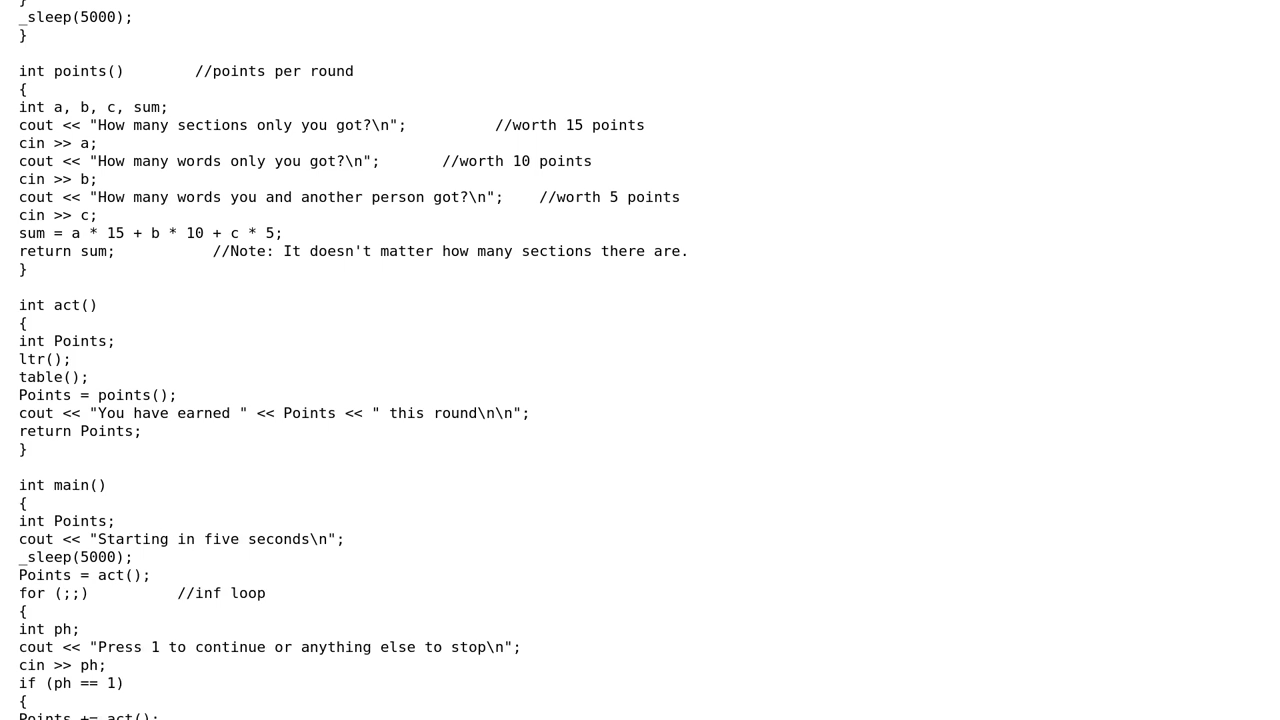 }
_sleep(5000);
}

int points()        //points per round
{
int a, b, c, sum;
cout << "How many sections only you got?\n";          //worth 15 points
cin >> a;
cout << "How many words only you got?\n";       //worth 10 points
cin >> b;
cout << "How many words you and another person got?\n";    //worth 5 points
cin >> c;
sum = a * 15 + b * 10 + c * 5;
return sum;           //Note: It doesn't matter how many sections there are.
}

int act()
{
int Points;
ltr();
table();
Points = points();
cout << "You have earned " << Points << " this round\n\n";
return Points;
}

int main()
{
int Points;
cout << "Starting in five seconds\n";
_sleep(5000);
Points = act();
for (;;)          //inf loop
{
int ph;
cout << "Press 1 to continue or anything else to stop\n";
cin >> ph;
if (ph == 1)
{
Points += act();